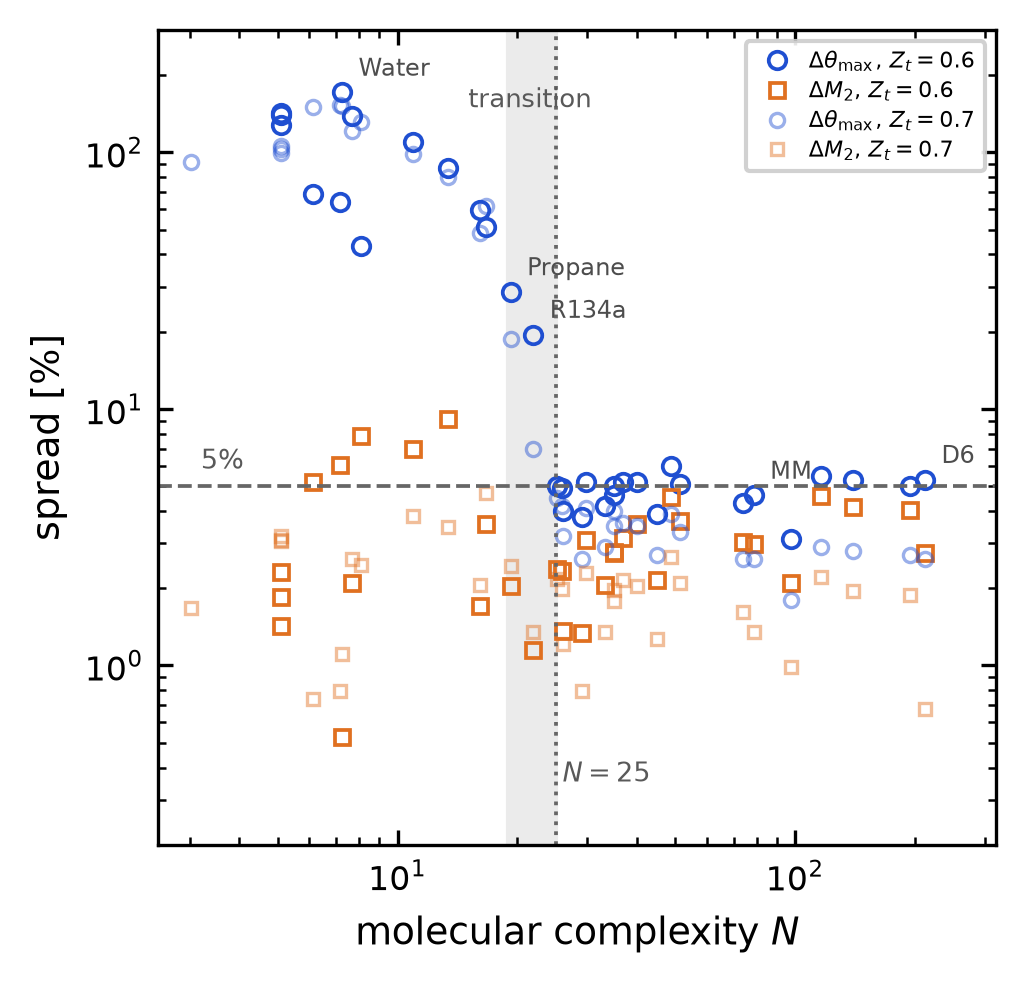 Δθmax, Zt = 0.6
ΔM2, Zt = 0.6
Δθmax, Zt = 0.7
ΔM2, Zt = 0.7
Water
transition
Propane
R134a
5%
MM
D6
N = 25
10^2
10^1
10^0
spread [%]
10^1
10^2
molecular complexity N